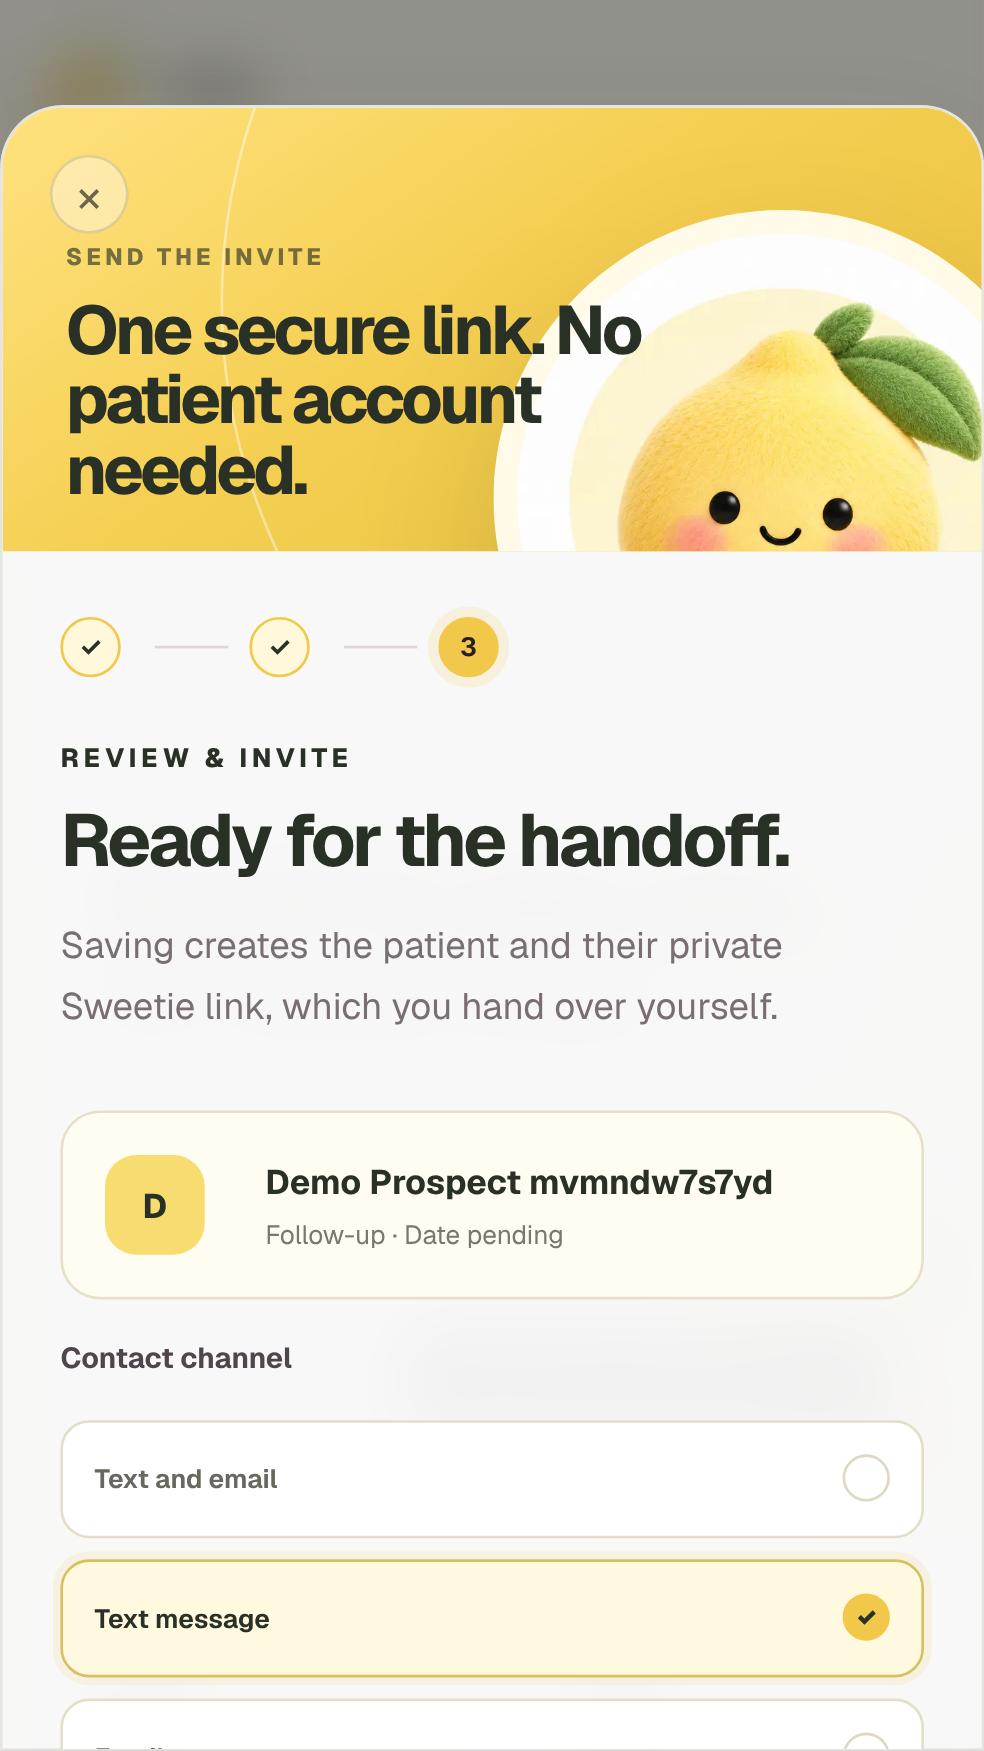 SEND THE INVITE
One secure link. No
patient account
needed.
3
REVIEW & INVITE
Ready for the handoff.
Saving creates the patient and their private
Sweetie link, which you hand over yourself.
D
Demo Prospect mvmndw7s7yd
Follow-up · Date pending
Contact channel
Text and email
Text message